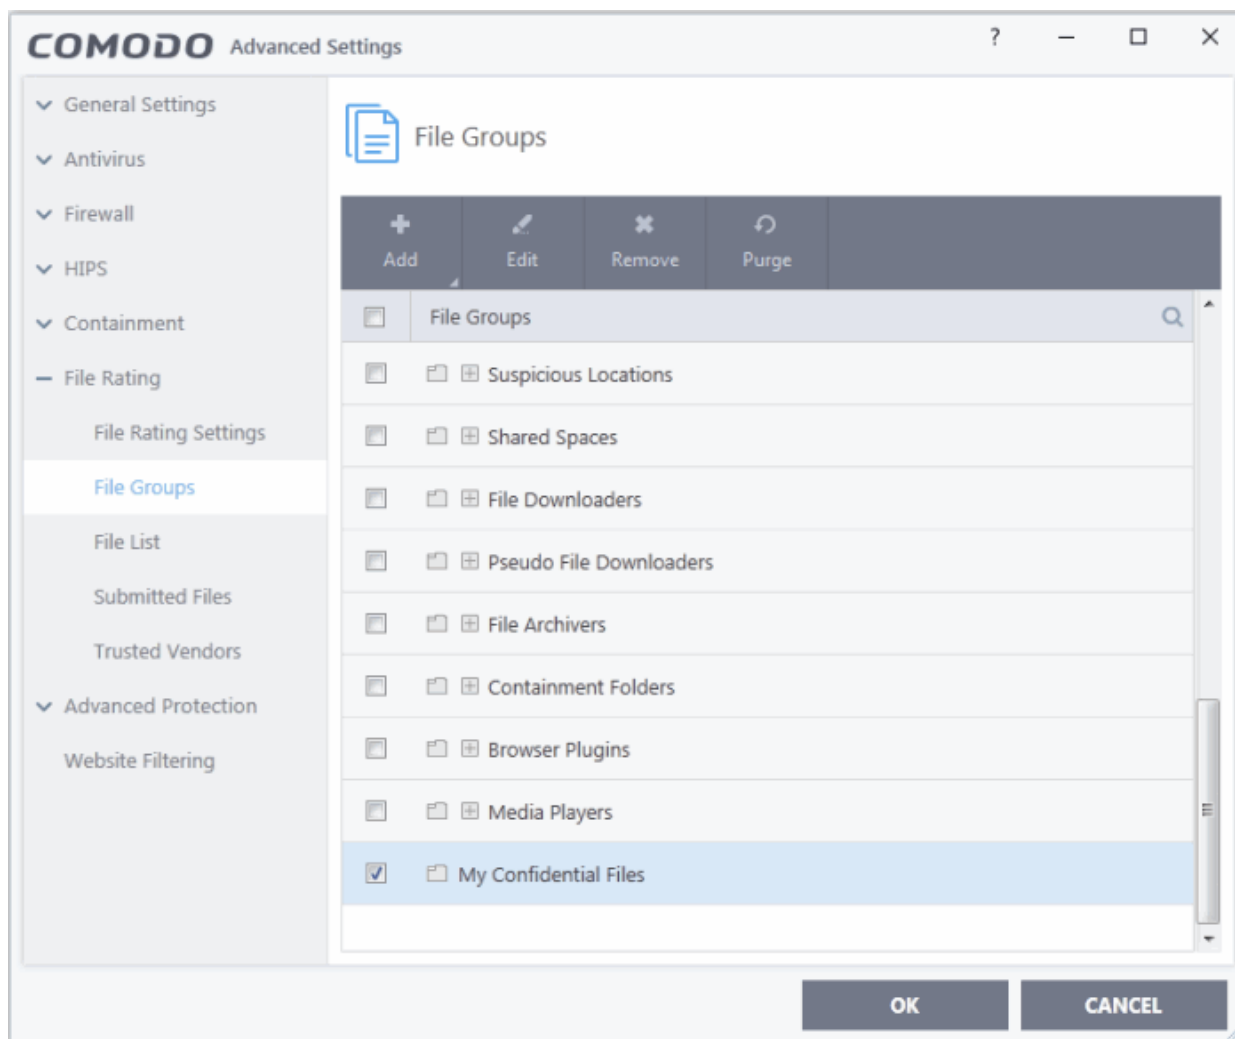 COMODO Advanced Settings ?
General Settings
Antivirus
Firewall
HIPS
Containment
File Rating
File Rating Settings
File Groups
File List
Submitted Files
Trusted Vendors
Advanced Protection
Website Filtering
File Groups
Add Edit Remove Purge
File Groups
Suspicious Locations
Shared Spaces
File Downloaders
Pseudo File Downloaders
File Archivers
Containment Folders
Browser Plugins
Media Players
My Confidential Files
OK CANCEL